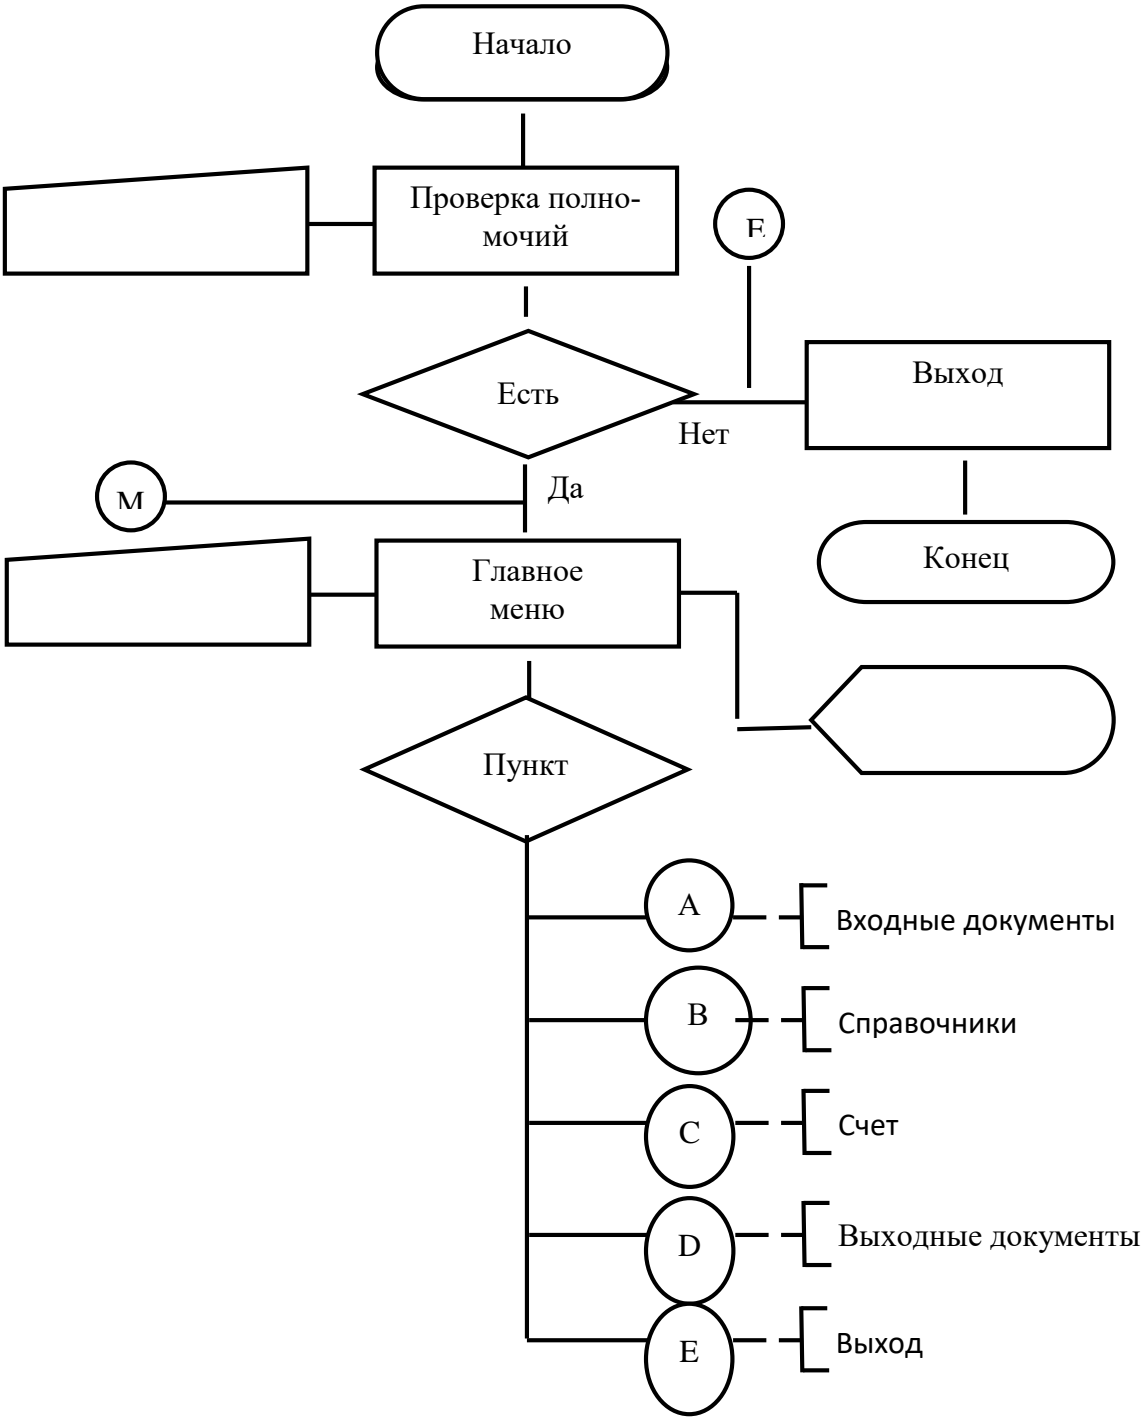 Начало
Проверка полно-
мочий
E
Выход
Есть
Нет
M
Да
Конец
Главное
меню
Пункт
A
Входные документы
B
Справочники
C
Счет
D
Выходные документы
E
Выход